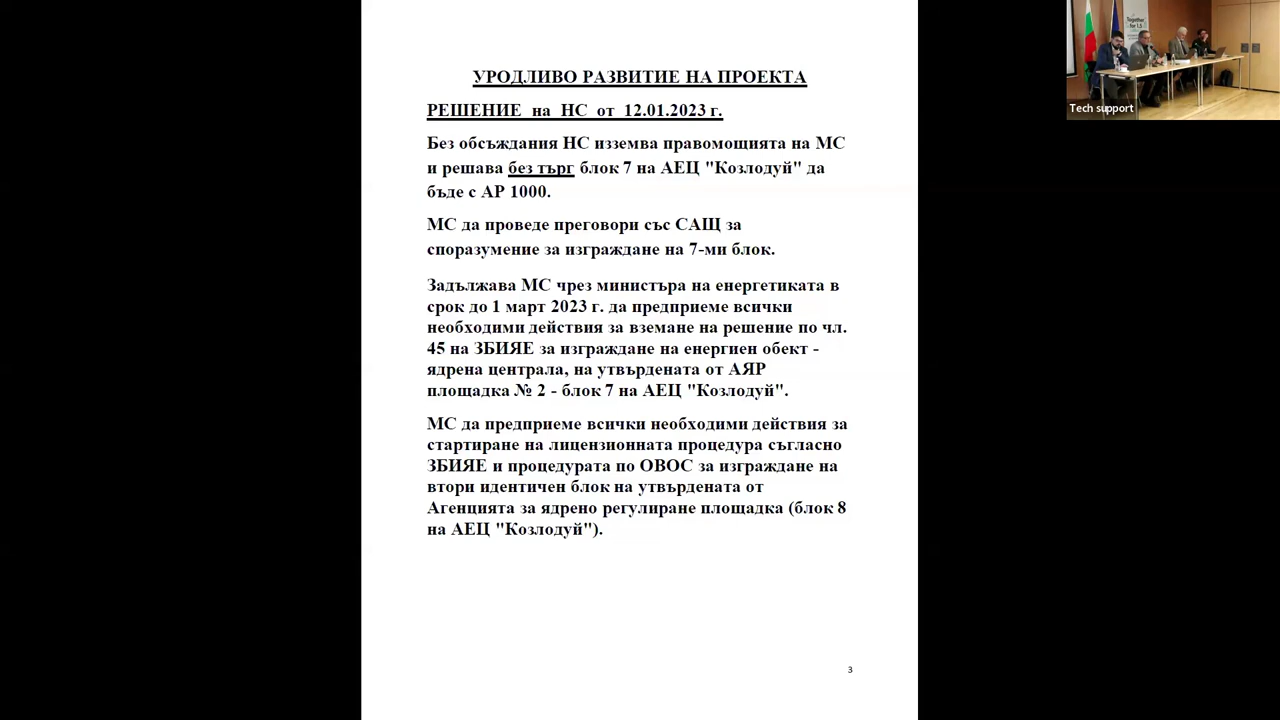 УРОДЛИВО РАЗВИТИЕ НА ПРОЕКТА
РЕШЕНИЕ на НС от 12.01.2023 г.
Без обсъждания НС иззема правомощията на МС
и решава без търг блок 7 на АЕЦ "Козлодуй" да
бъде с АР 1000.
МС да проведе преговори със САЩ за
споразумение за изграждане на 7-ми блок.
Задължава МС чрез министъра на енергетиката в
срок до 1 март 2023 г. да предприеме всички
необходими действия за вземане на решение по чл.
45 на ЗБИЯЕ за изграждане на енергиен обект -
ядрена централа, на утвърдената от АЯР
площадка № 2 - блок 7 на АЕЦ "Козлодуй".
МС да предприеме всички необходими действия за
стартиране на лицензионната процедура съгласно
ЗБИЯЕ и процедурата по ОВОС за изграждане на
втори идентичен блок на утвърдената от
Агенцията за ядрено регулиране площадка (блок 8
на АЕЦ "Козлодуй").
3
Together
for 1.5
Tech support